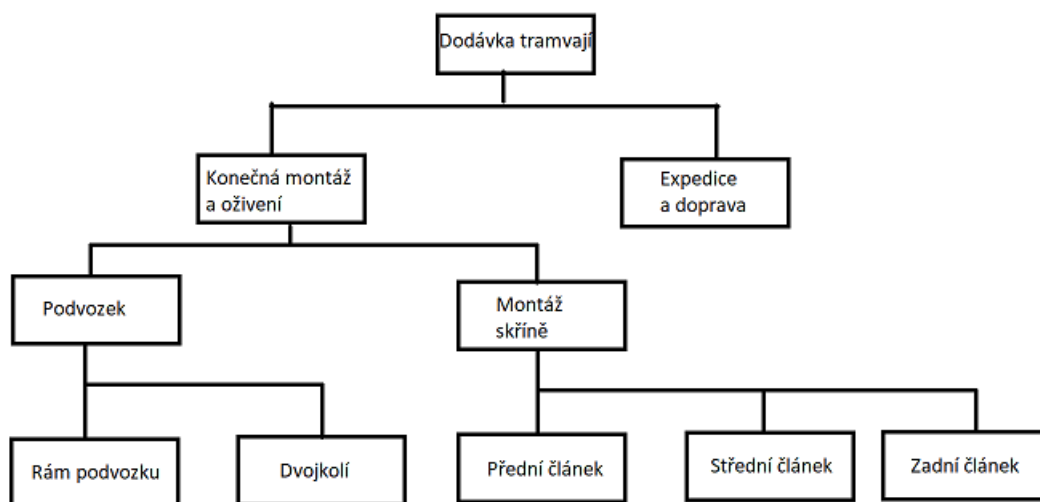 Dodávka tramvají
Konečná montáž
a oživení
Expedice
a doprava
Podvozek
Montáž
skříně
Rám podvozku
Dvojkolí
Přední článek
Střední článek
Zadní článek